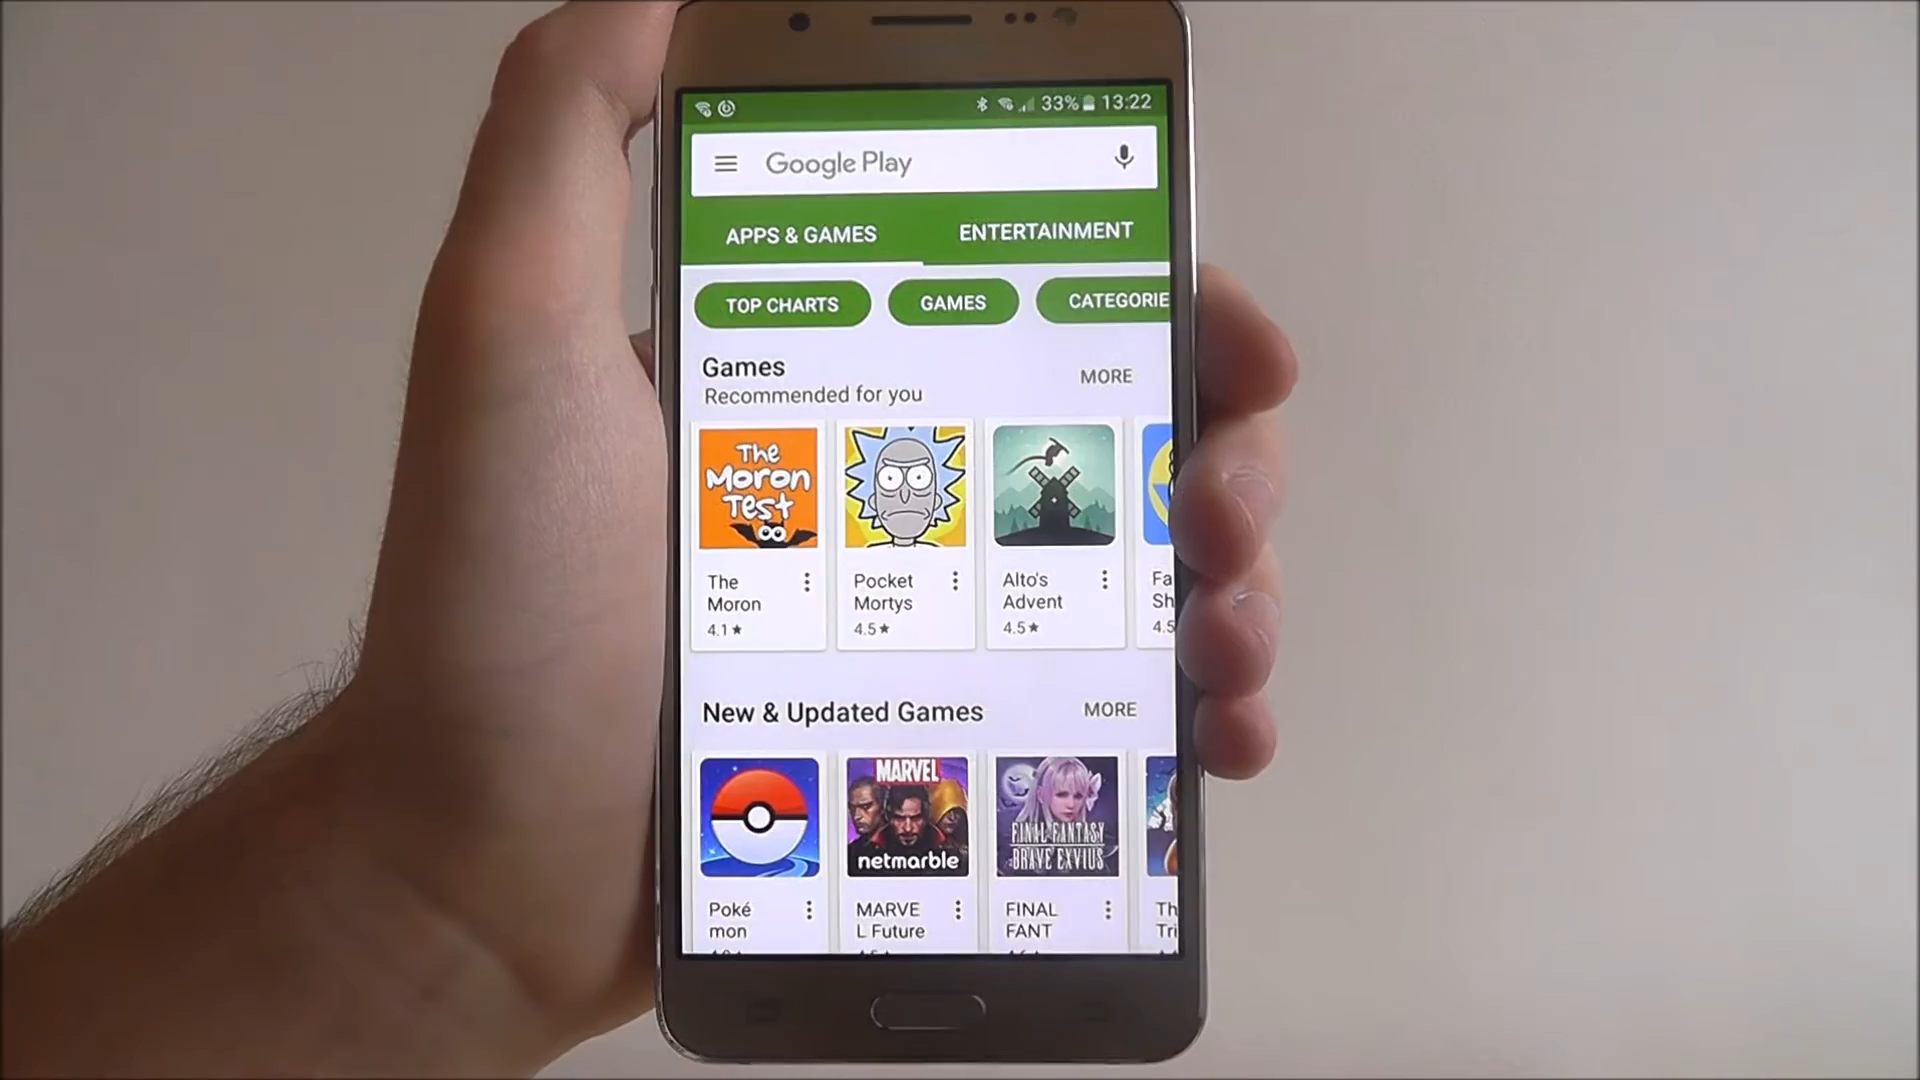 33% 13:22
Google Play
APPS & GAMES ENTERTAINMENT
TOP CHARTS GAMES CATEGORIE
Games
Recommended for you
MORE
The
Moron
Test
The
Moron
4.1★
Pocket
Mortys
4.5★
Alto's
Advent
4.5★
Fa
Sh
4.5
New & Updated Games
MORE
MARVEL
netmarble
FINAL FANTASY
BRAVE EXVIUS
Poké
mon
MARVE
L Future
FINAL
FANT
Th
Tri